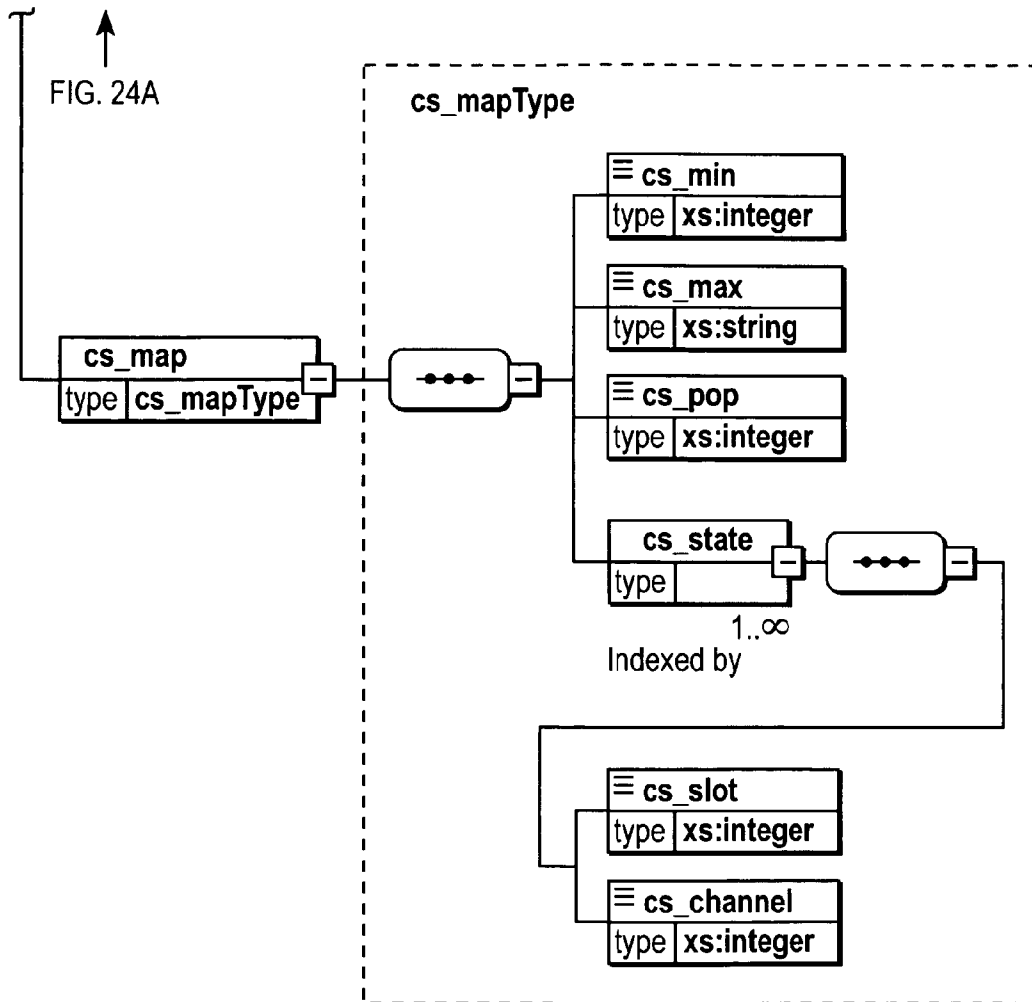 FIG. 24A
cs_mapType
cs_min
type xs:integer
cs_max
type xs:string
cs_map
type cs_mapType
cs_pop
type xs:integer
cs_state
type
1..∞
Indexed by
cs_slot
type xs:integer
cs_channel
type xs:integer